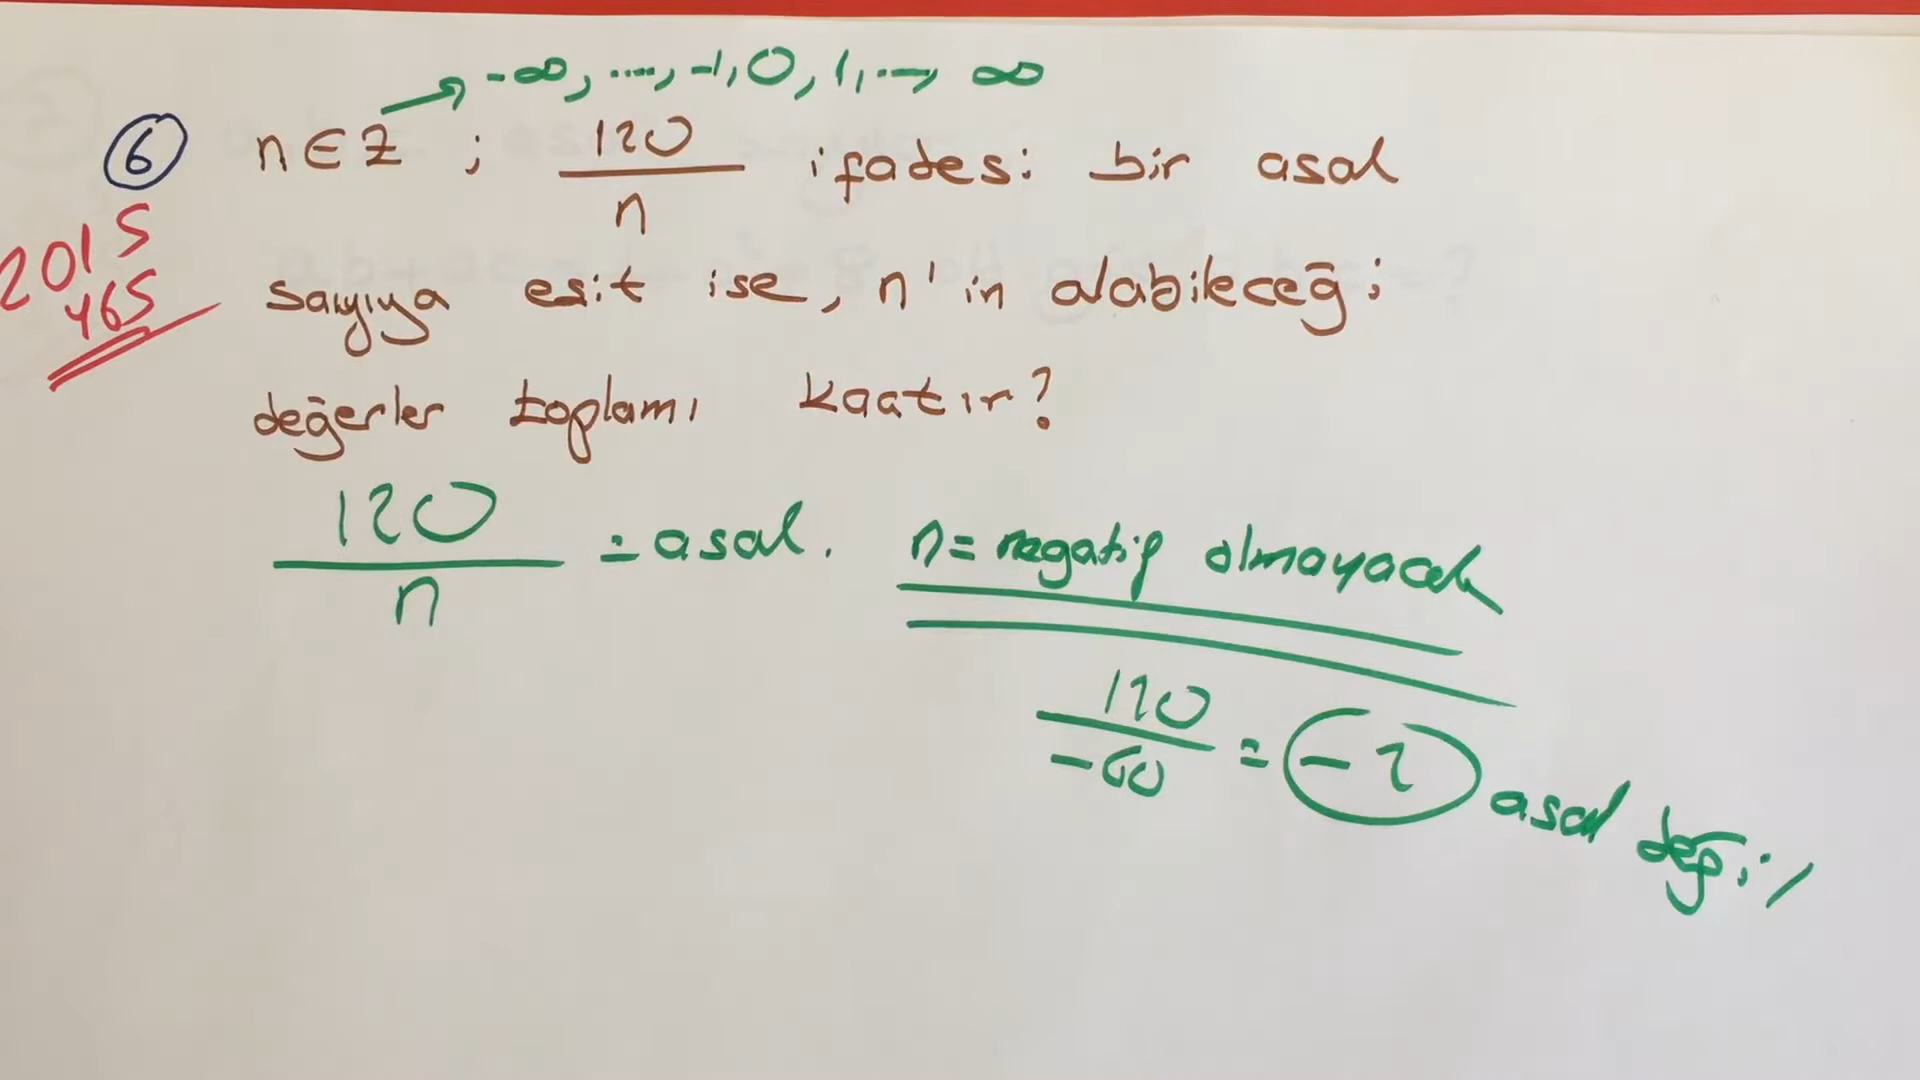 -∞, ...., -1, 0, 1, ..., ∞
6 n∈Z ; 120/n ifadesi bir asal
2015 YGS
sayıya eşit ise, n'in alabileceği
değerler toplamı kaçtır?
120/n = asal. n = negatif olmayacak
120/-60 = -2 asal değil